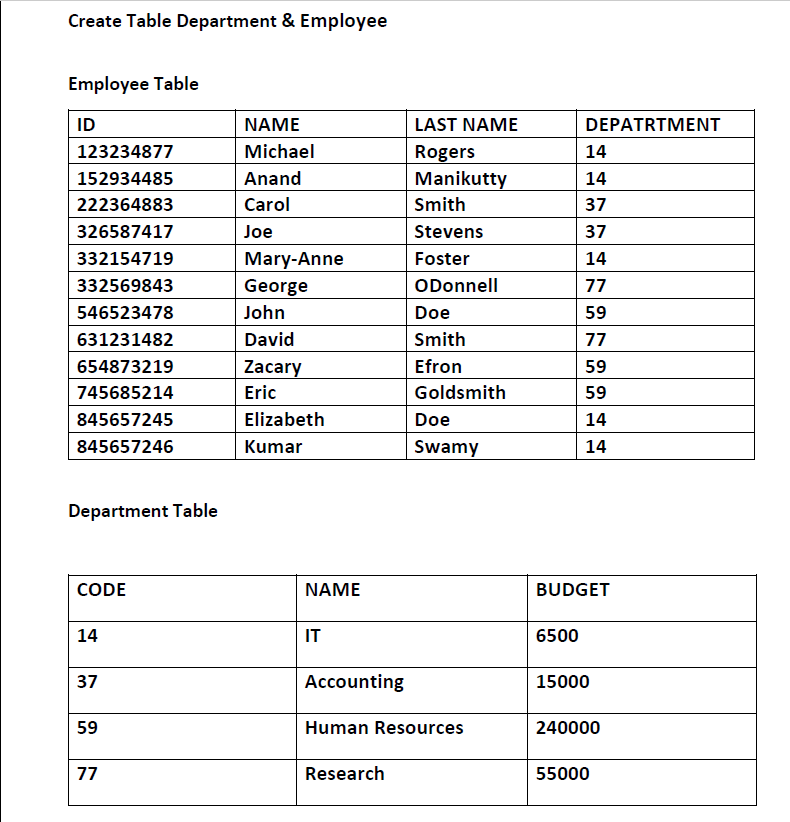 Create Table Department & Employee
Employee Table
ID NAME LAST NAME DEPATRTMENT
123234877 Michael Rogers 14
152934485 Anand Manikutty 14
222364883 Carol Smith 37
326587417 Joe Stevens 37
332154719 Mary-Anne Foster 14
332569843 George ODonnell 77
546523478 John Doe 59
631231482 David Smith 77
654873219 Zacary Efron 59
745685214 Eric Goldsmith 59
845657245 Elizabeth Doe 14
845657246 Kumar Swamy 14
Department Table
CODE NAME BUDGET
14 IT 6500
37 Accounting 15000
59 Human Resources 240000
77 Research 55000